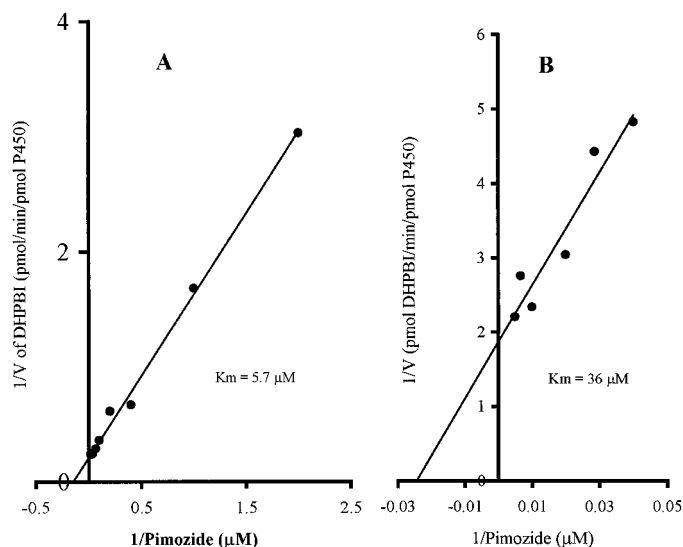 A
4
2
0
-0.5
0.5
1.5
2.5
1/V of DHPBI (pmol/min/pmol P450)
Km = 5.7 μM
1/Pimozide (μM)
B
6
5
4
3
2
1
0
-0.03
-0.01
0.01
0.03
0.05
1/V (pmol DHPBI/min/pmol P450)
Km = 36 μM
1/Pimozide (μM)